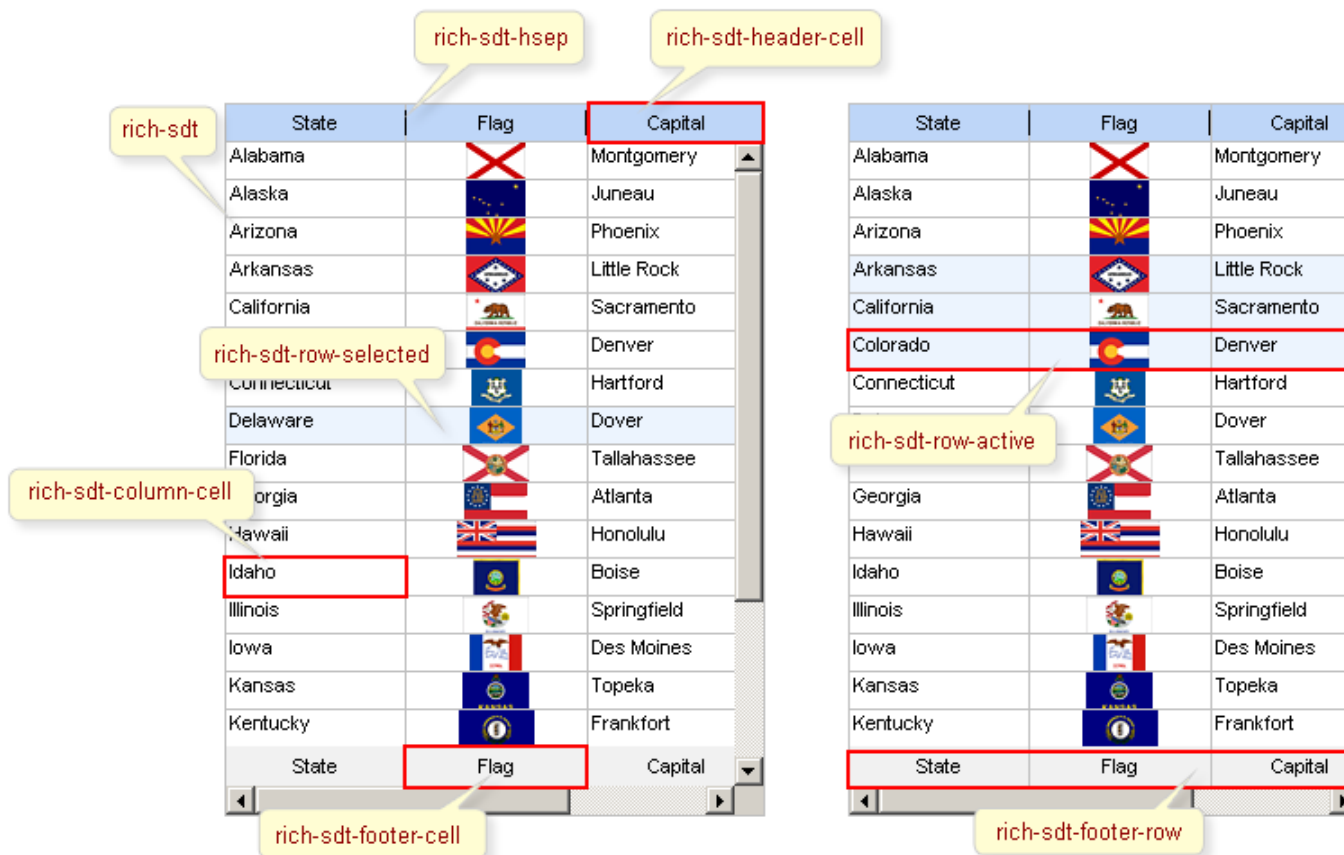 rich-sdt-hsep
rich-sdt-header-cell
rich-sdt
State Flag Capital
Alabama Montgomery
Alaska Juneau
Arizona Phoenix
Arkansas Little Rock
California Sacramento
Denver
rich-sdt-row-selected
Connecticut Hartford
Delaware Dover
Florida Tallahassee
rich-sdt-column-cell
orgia Atlanta
Hawaii Honolulu
Idaho Boise
Illinois Springfield
Iowa Des Moines
Kansas Topeka
Kentucky Frankfort
State Flag Capital
rich-sdt-footer-cell
State Flag Capital
Alabama Montgomery
Alaska Juneau
Arizona Phoenix
Arkansas Little Rock
California Sacramento
Colorado Denver
Connecticut Hartford
Dover
rich-sdt-row-active
Tallahassee
Georgia Atlanta
Hawaii Honolulu
Idaho Boise
Illinois Springfield
Iowa Des Moines
Kansas Topeka
Kentucky Frankfort
State Flag Capital
rich-sdt-footer-row